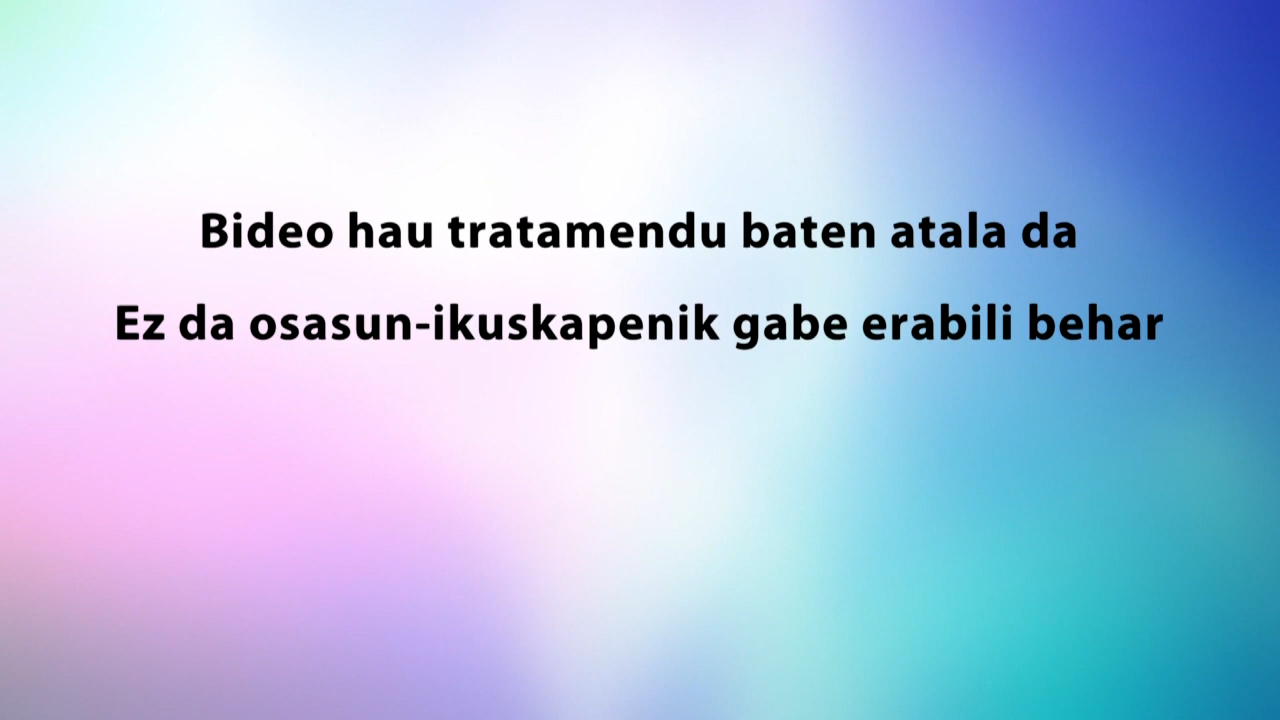 Bideo hau tratamendu baten atala da
Ez da osasun-ikuskapenik gabe erabili behar